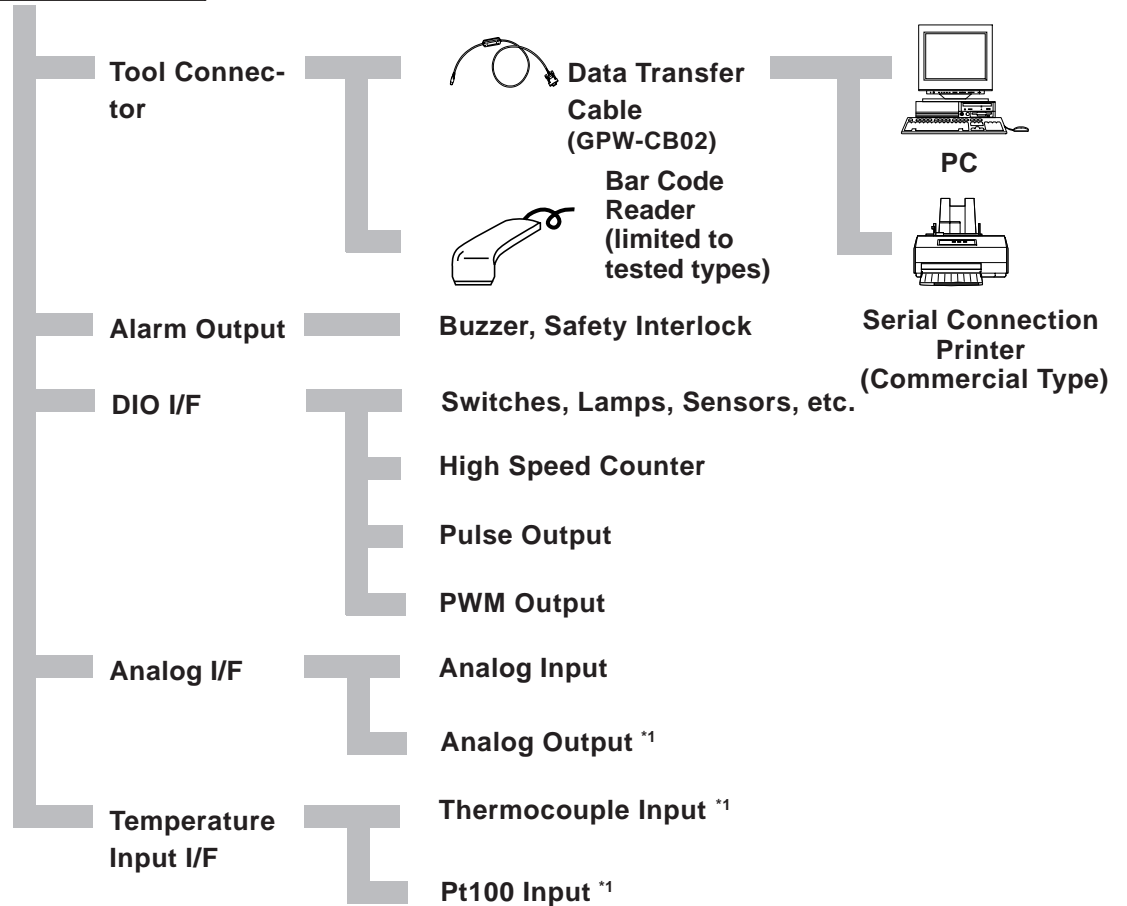 Tool Connec-
tor
Data Transfer
Cable
(GPW-CB02)
PC
Bar Code
Reader
(limited to
tested types)
Serial Connection
Printer
(Commercial Type)
Alarm Output
Buzzer, Safety Interlock
DIO I/F
Switches, Lamps, Sensors, etc.
High Speed Counter
Pulse Output
PWM Output
Analog I/F
Analog Input
Analog Output *1
Temperature
Input I/F
Thermocouple Input *1
Pt100 Input *1